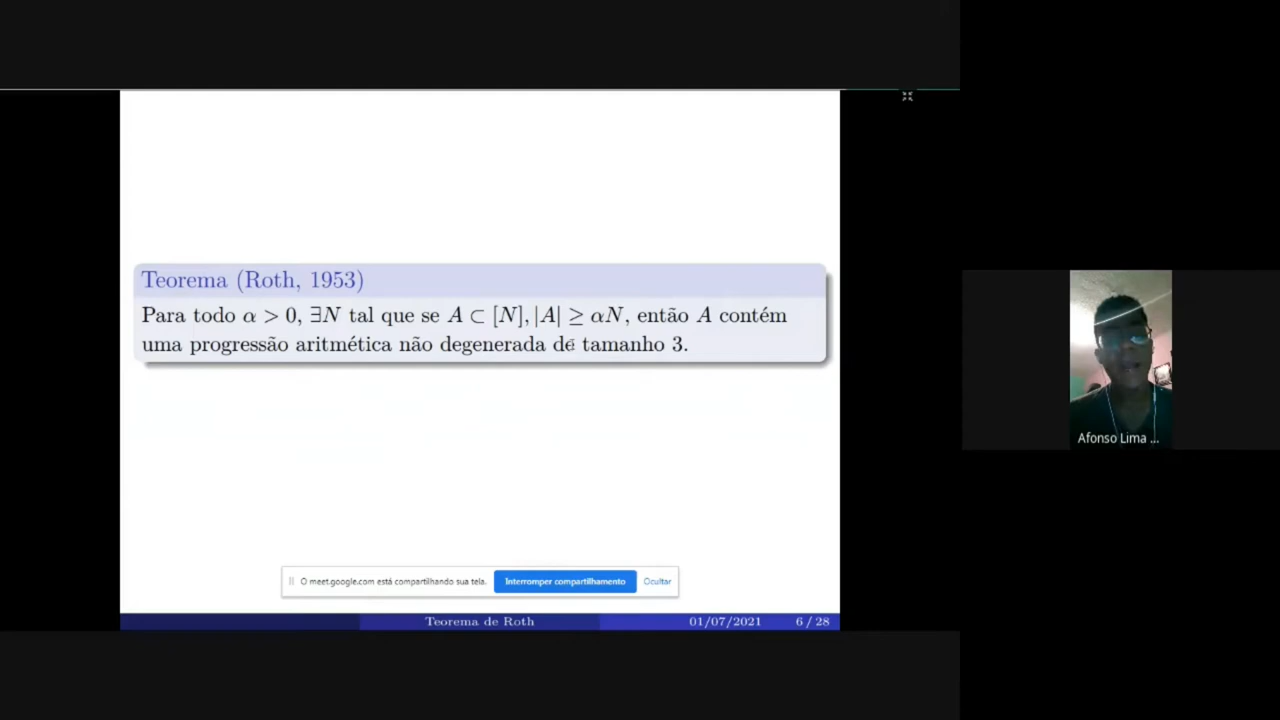 Teorema (Roth, 1953)
Para todo α > 0, ∃N tal que se A ⊂ [N], |A| ≥ αN, então A contém
uma progressão aritmética não degenerada de tamanho 3.
Afonso Lima ...
O meet.google.com está compartilhando sua tela.
Interromper compartilhamento
Ocultar
Teorema de Roth
01/07/2021
6 / 28